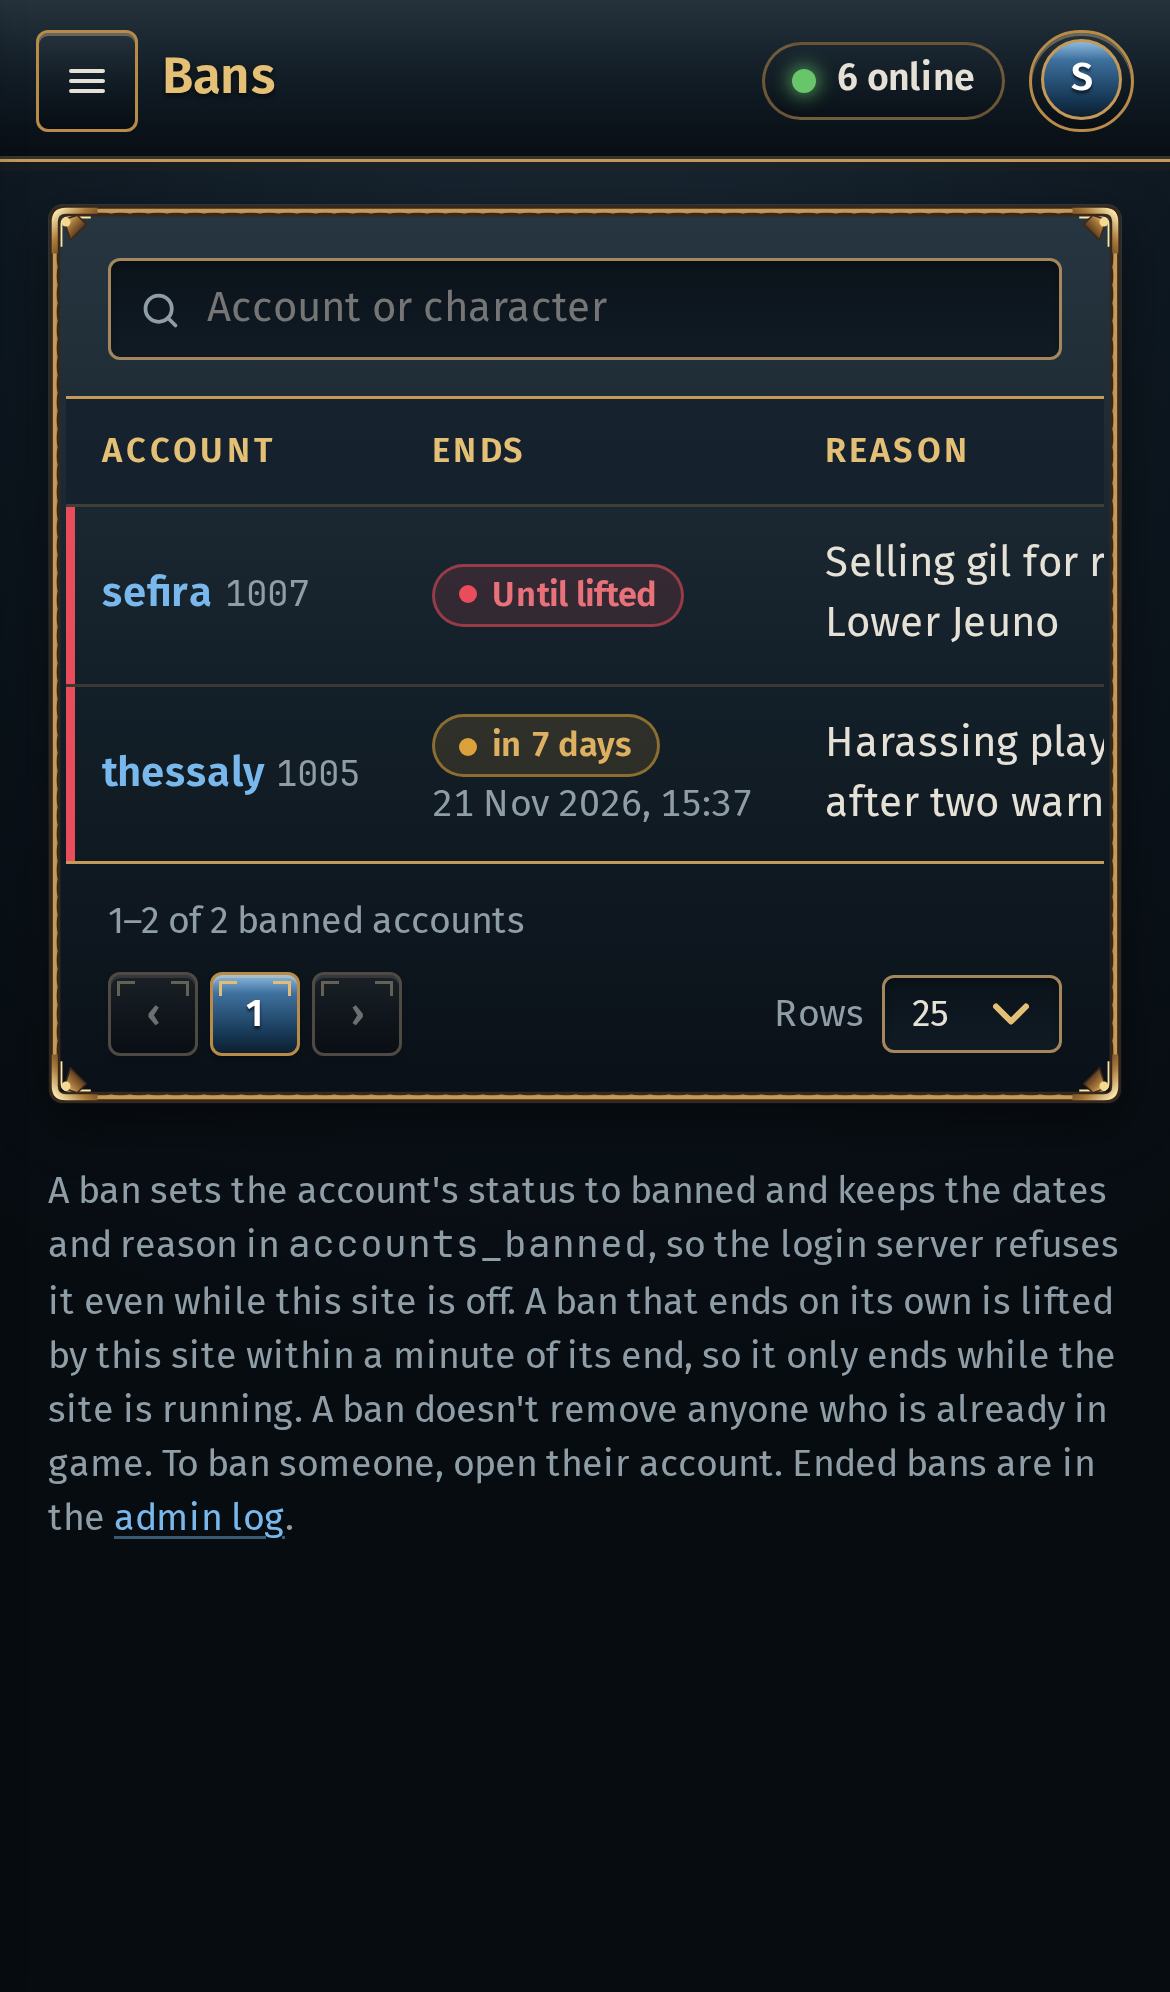 Bans
6 online
S
Account or character
ACCOUNT ENDS REASON
sefira 1007 Until lifted Selling gil for r
Lower Jeuno
thessaly 1005 in 7 days Harassing play
21 Nov 2026, 15:37 after two warn
1–2 of 2 banned accounts
‹ 1 › Rows 25
A ban sets the account's status to banned and keeps the dates
and reason in accounts_banned, so the login server refuses
it even while this site is off. A ban that ends on its own is lifted
by this site within a minute of its end, so it only ends while the
site is running. A ban doesn't remove anyone who is already in
game. To ban someone, open their account. Ended bans are in
the admin log.